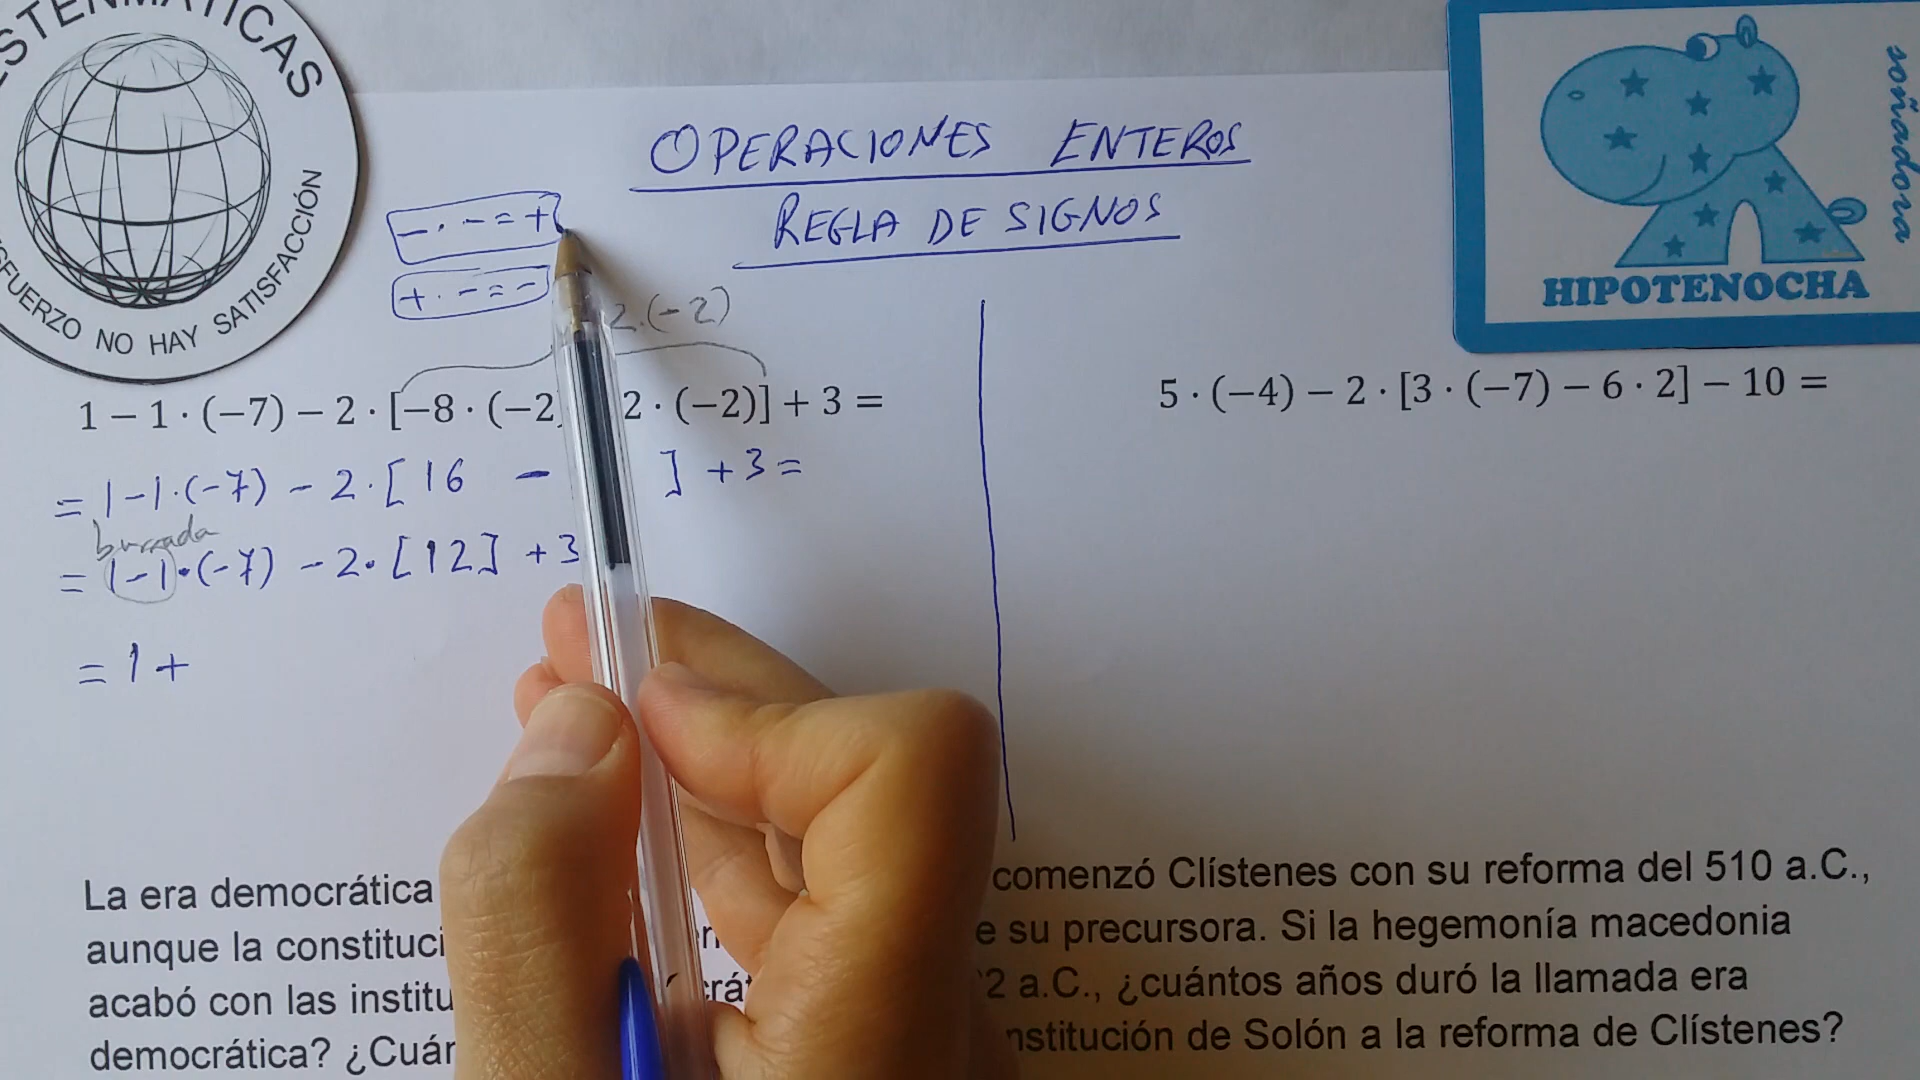 STENMÁTICAS
SFUERZO NO HAY SATISFACCIÓN
OPERACIONES ENTEROS
REGLA DE SIGNOS
soñadora
HIPOTENOCHA
- · - = +
+ · - = -
2·(-2)
1 − 1 · (−7) − 2 · [−8 · (−2 2 · (−2)] + 3 =
5 · (−4) − 2 · [3 · (−7) − 6 · 2] − 10 =
= 1-1·(-7) - 2·[16 - ] +3=
burrada
= 1-1·(-7) - 2·[12] +3
= 1+
La era democrática comenzó Clístenes con su reforma del 510 a.C.,
aunque la constituci e su precursora. Si la hegemonía macedonia
acabó con las institu 2 a.C., ¿cuántos años duró la llamada era
democrática? ¿Cuán nstitución de Solón a la reforma de Clístenes?